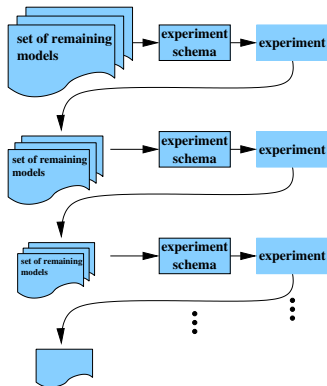 set of remaining
models
experiment
schema
experiment
set of remaining
models
experiment
schema
experiment
set of remaining
models
experiment
schema
experiment